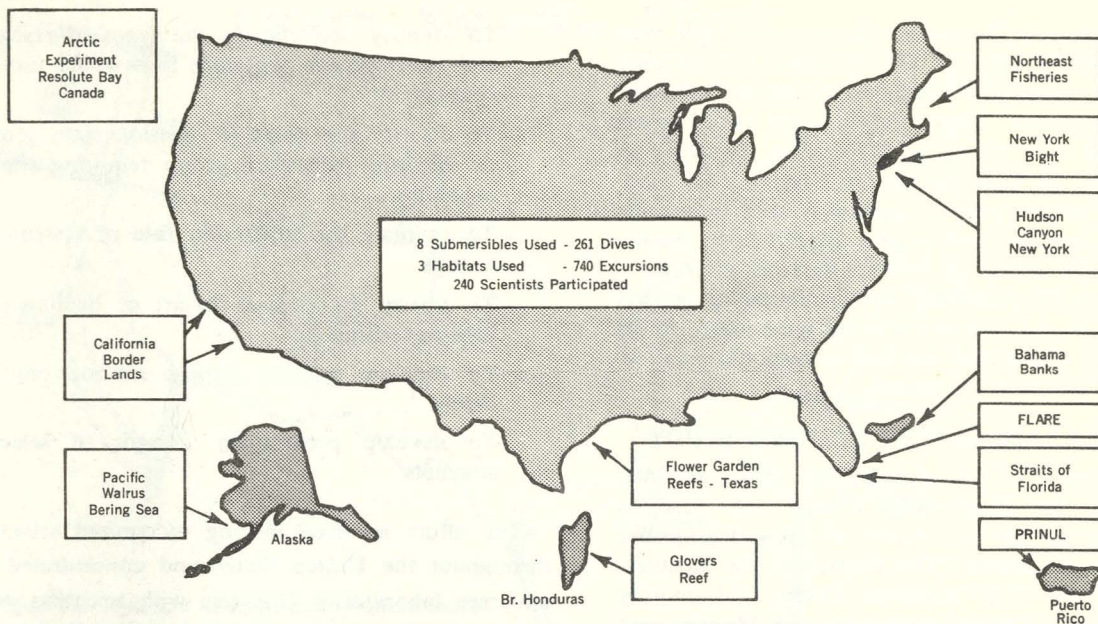 Arctic
Experiment
Resolute Bay
Canada
Northeast
Fisheries
New York
Bight
Hudson
Canyon
New York
8 Submersibles Used - 261 Dives
3 Habitats Used - 740 Excursions
240 Scientists Participated
California
Border
Lands
Bahama
Banks
FLARE
Straits of
Florida
Flower Garden
Reefs - Texas
Pacific
Walrus
Bering Sea
Alaska
Br. Honduras
Glovers
Reef
PRINUL
Puerto
Rico